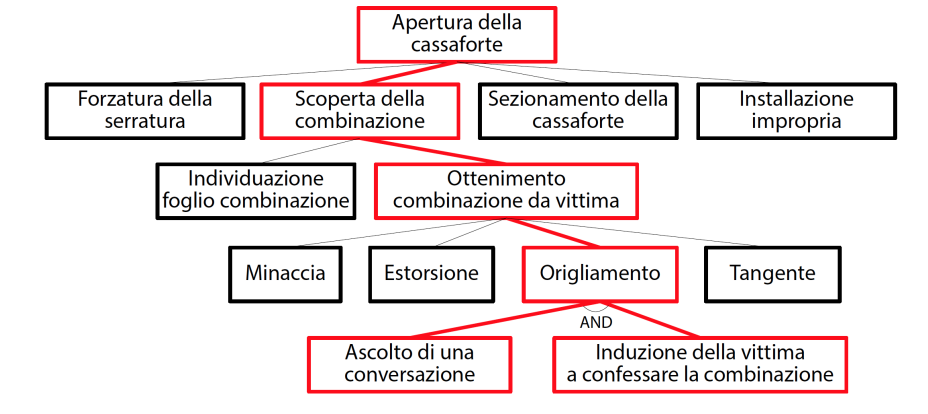 Apertura della
cassaforte
Forzatura della
serratura
Scoperta della
combinazione
Sezionamento della
cassaforte
Installazione
impropria
Individuazione
foglio combinazione
Ottenimento
combinazione da vittima
Minaccia
Estorsione
Origliamento
Tangente
AND
Ascolto di una
conversazione
Induzione della vittima
a confessare la combinazione